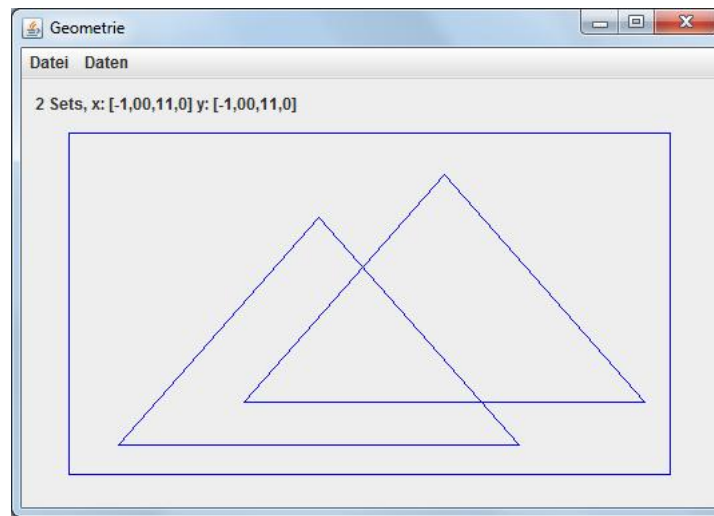 Geometrie
Datei Daten
2 Sets, x: [-1,00,11,0] y: [-1,00,11,0]